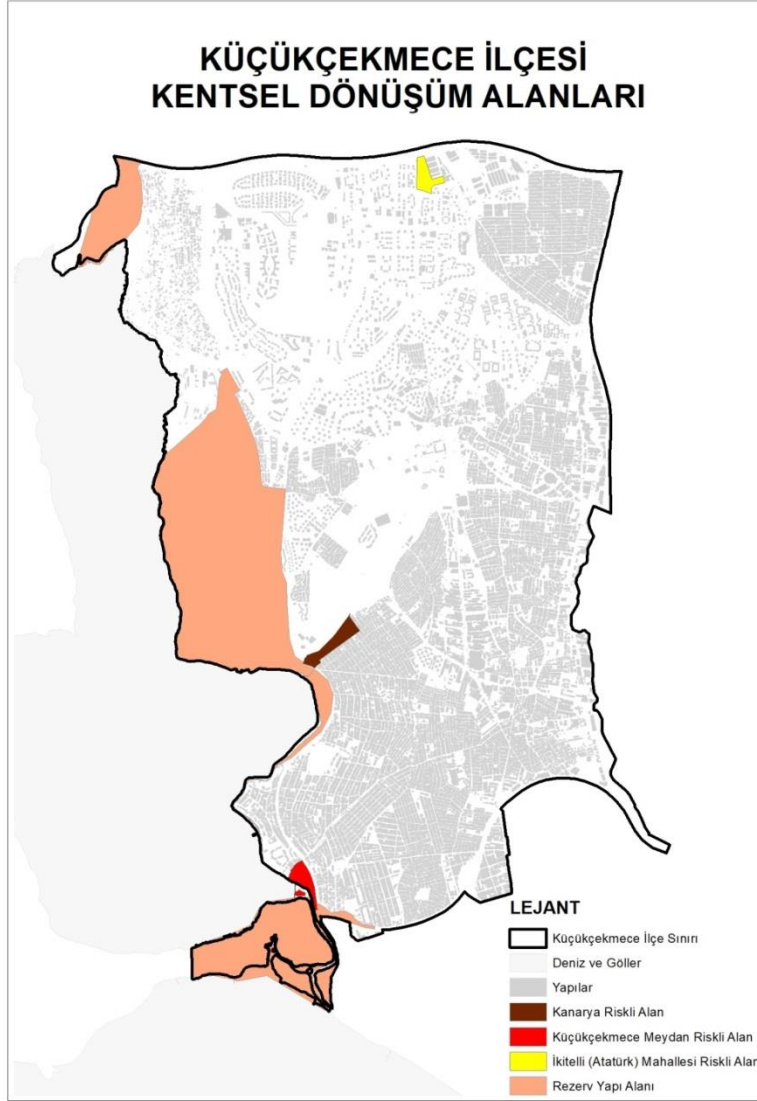 KÜÇÜKÇEKMECE İLÇESİ
KENTSEL DÖNÜŞÜM ALANLARI
LEJANT
Küçükçekmece İlçe Sınırı
Deniz ve Göller
Yapılar
Kanarya Riskli Alan
Küçükçekmece Meydan Riskli Alan
İkitelli (Atatürk) Mahallesi Riskli Alan
Rezerv Yapı Alanı